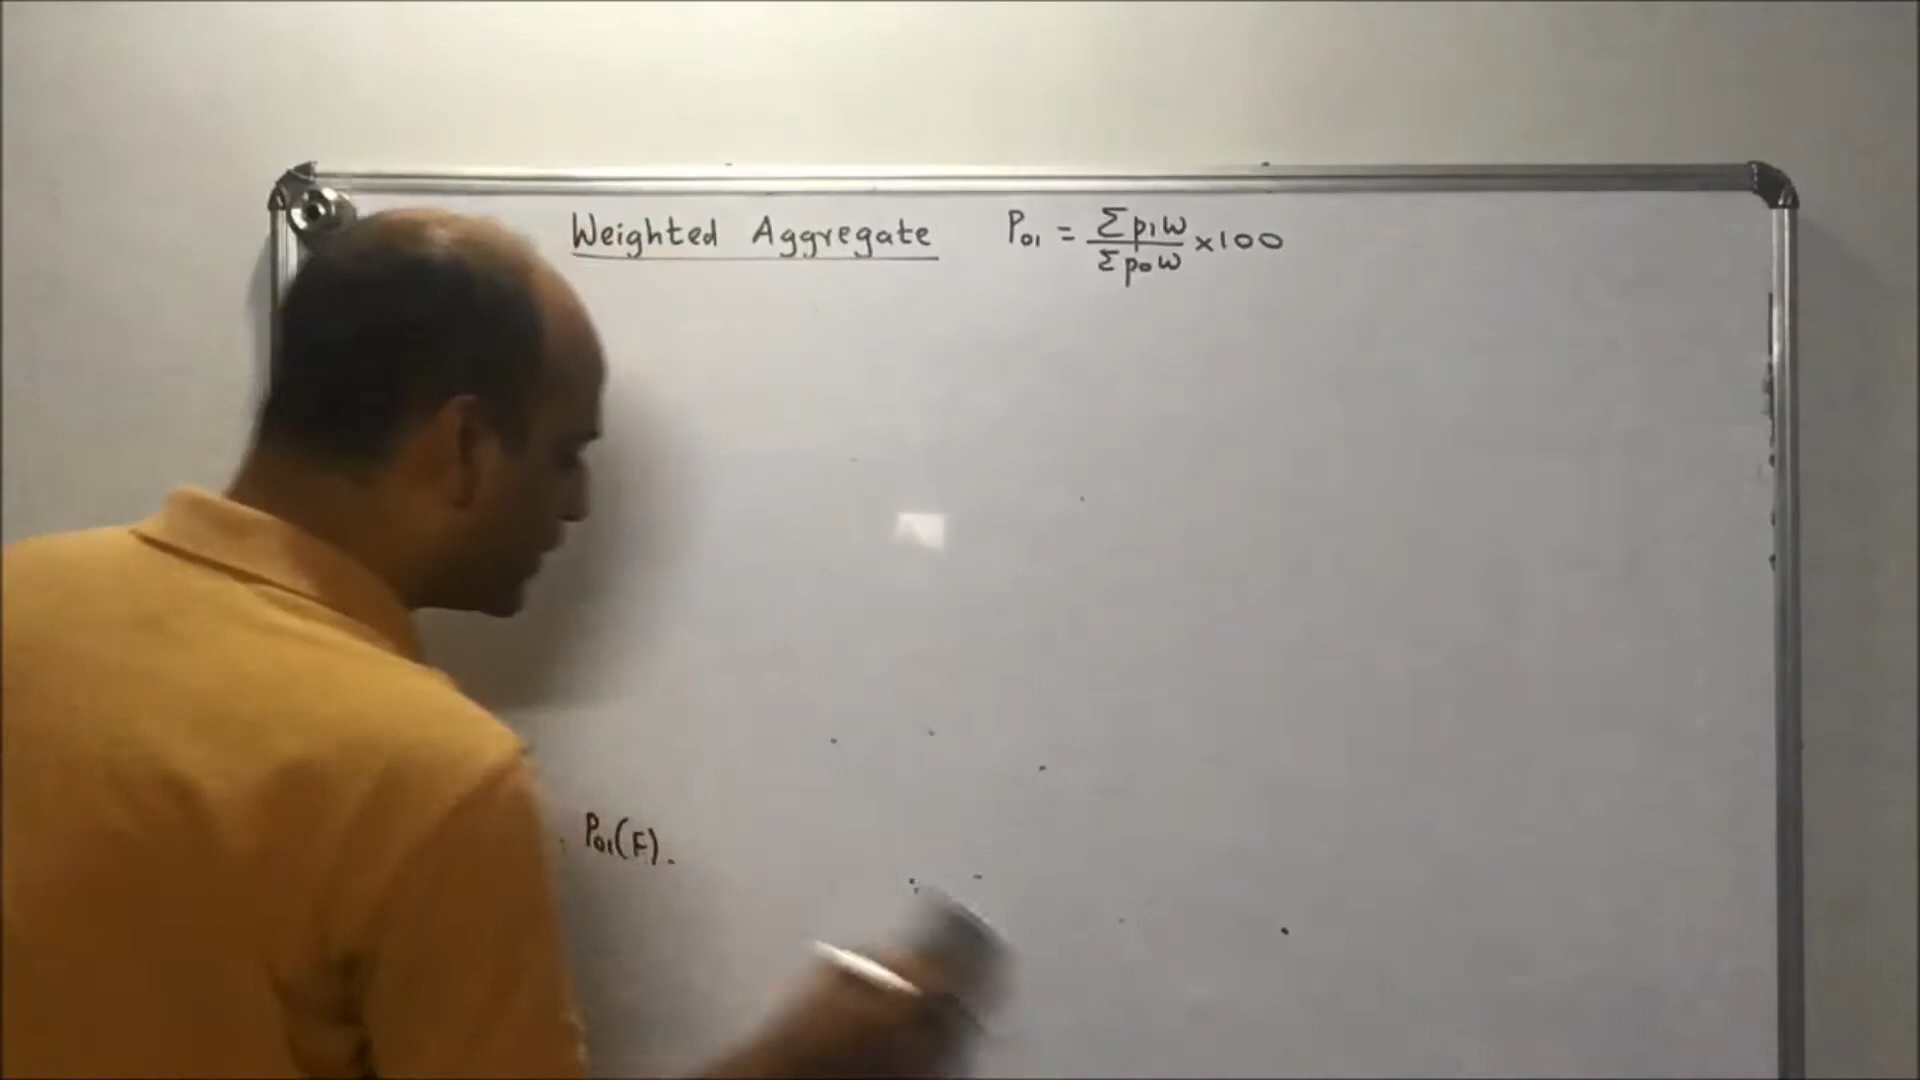 Weighted Aggregate P₀₁ = Σp₁w / Σp₀w × 100
P₀₁(F).